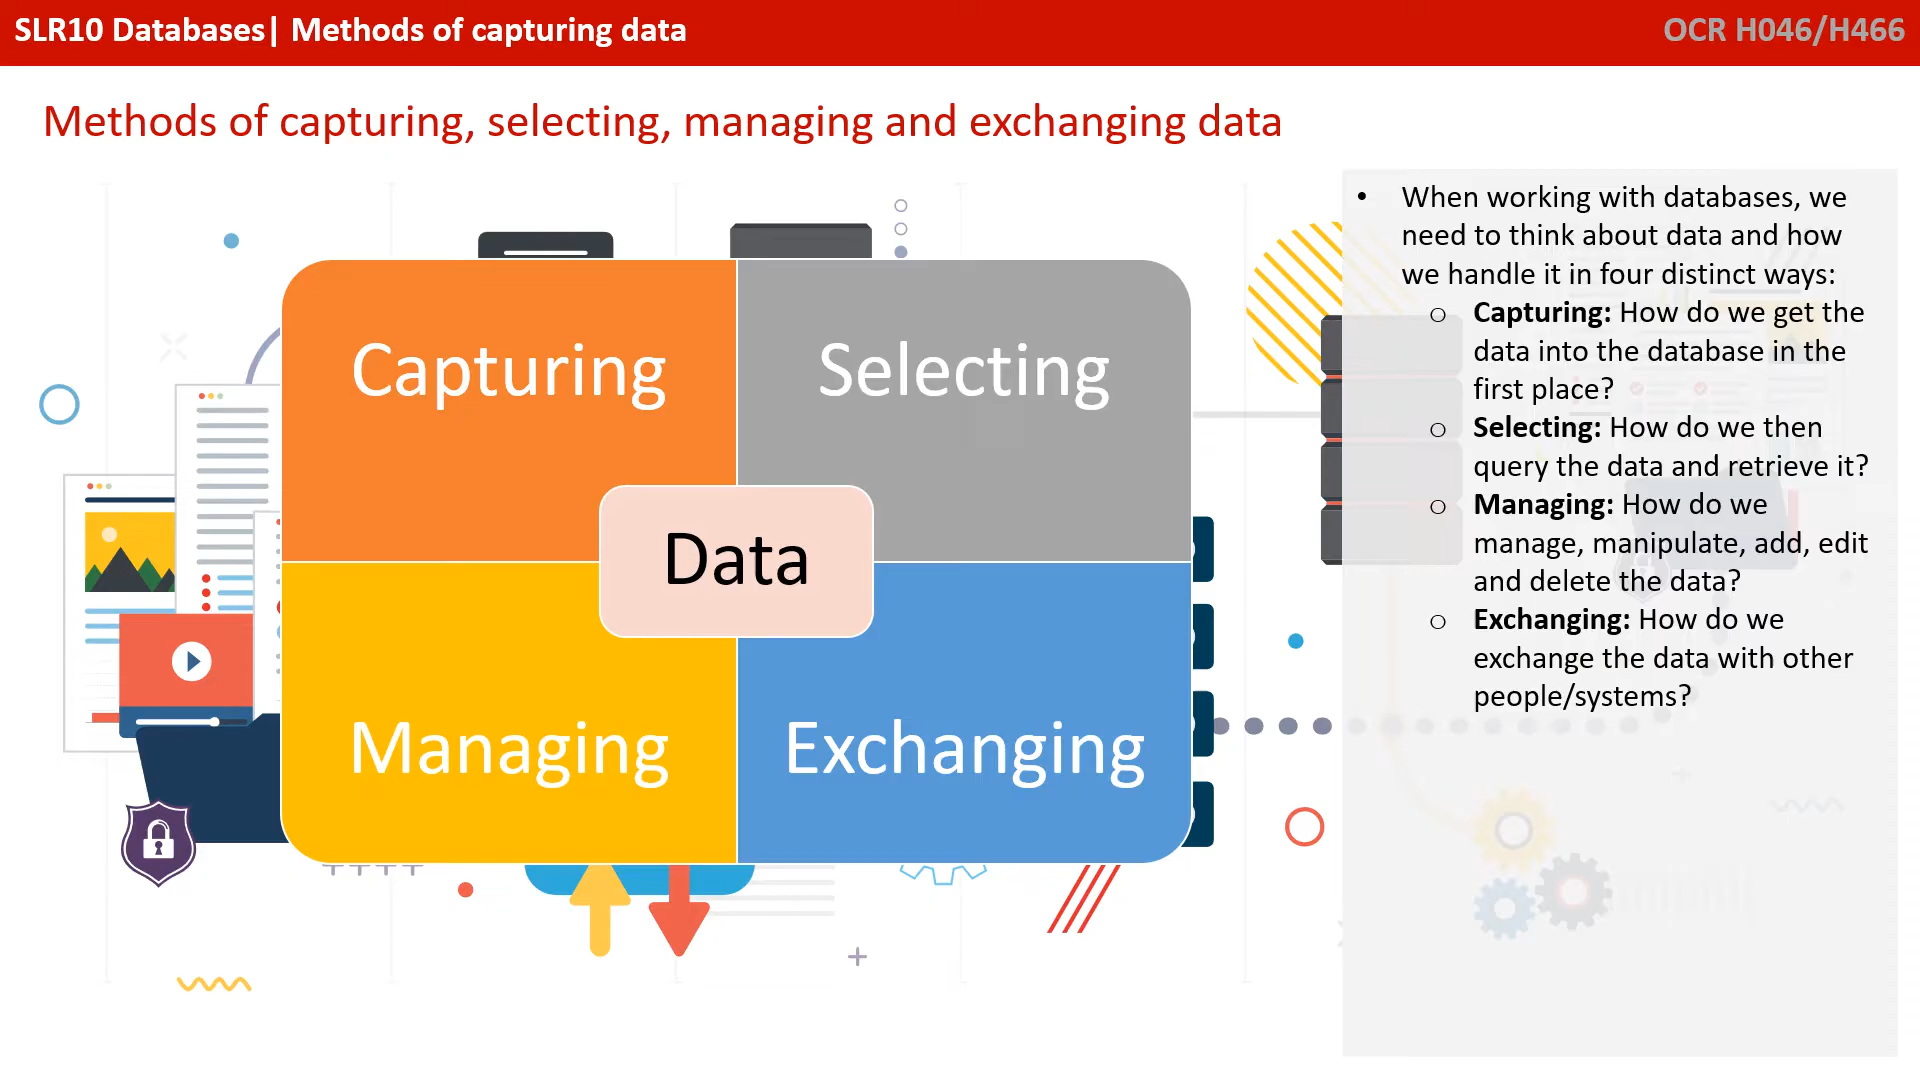 SLR10 Databases| Methods of capturing data
OCR H046/H466
Methods of capturing, selecting, managing and exchanging data
Capturing
Selecting
Data
Managing
Exchanging
• When working with databases, we
need to think about data and how
we handle it in four distinct ways:
o Capturing: How do we get the
data into the database in the
first place?
o Selecting: How do we then
query the data and retrieve it?
o Managing: How do we
manage, manipulate, add, edit
and delete the data?
o Exchanging: How do we
exchange the data with other
people/systems?